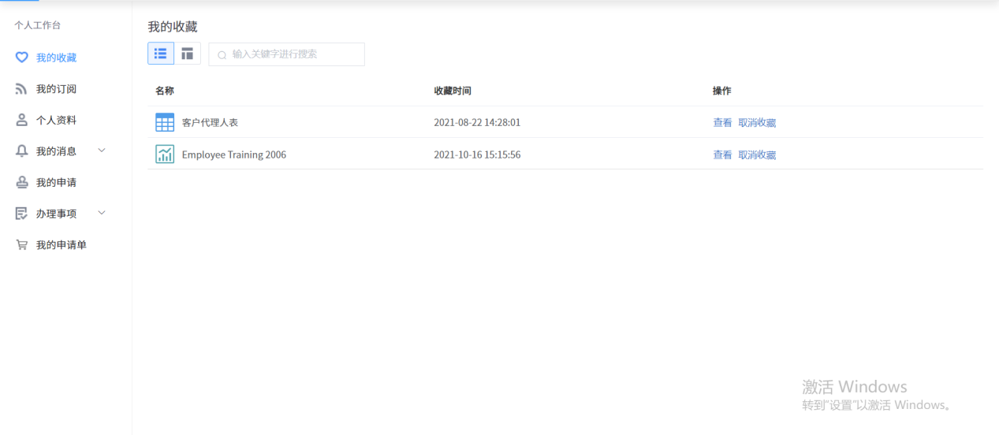 个人工作台
我的收藏
我的订阅
个人资料
我的消息
我的申请
办理事项
我的申请单
我的收藏
输入关键字进行搜索
名称 收藏时间 操作
客户代理人表 2021-08-22 14:28:01 查看 取消收藏
Employee Training 2006 2021-10-16 15:15:56 查看 取消收藏
激活 Windows
转到“设置”以激活 Windows。